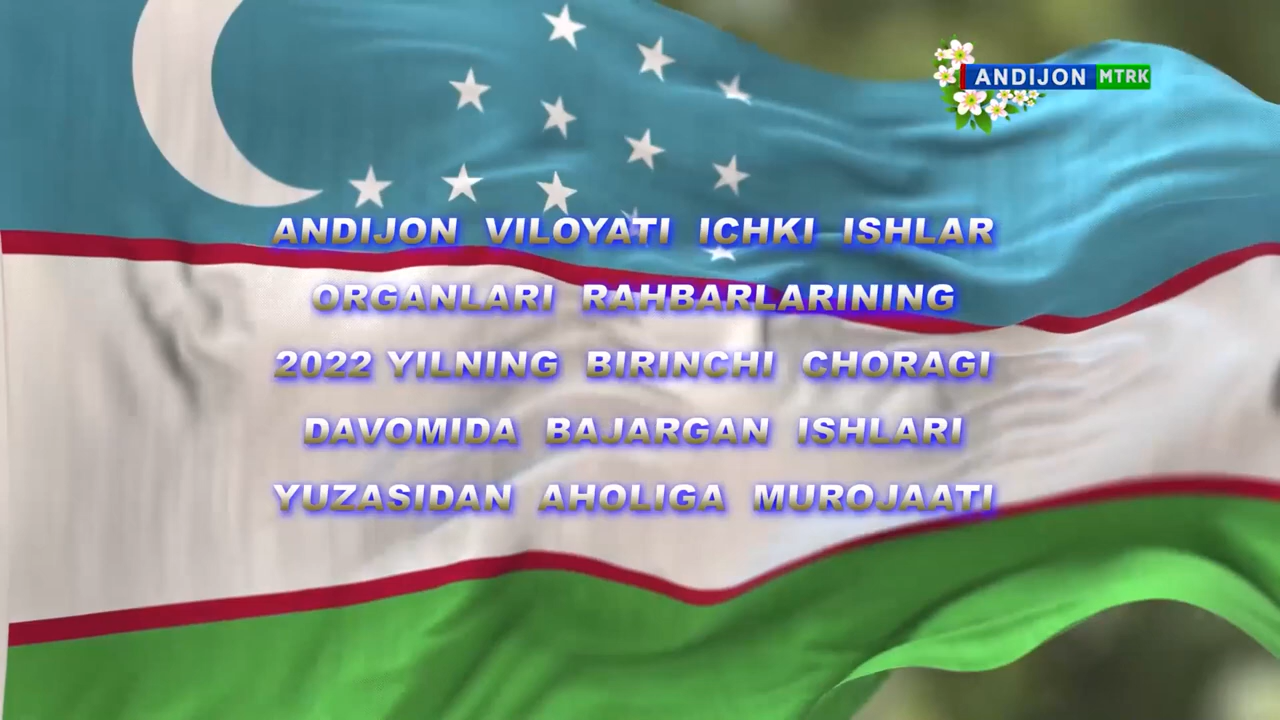 ANDIJON MTRK
ANDIJON VILOYATI ICHKI ISHLAR
ORGANLARI RAHBARLARINING
2022 YILNING BIRINCHI CHORAGI
DAVOMIDA BAJARGAN ISHLARI
YUZASIDAN AHOLIGA MUROJAATI